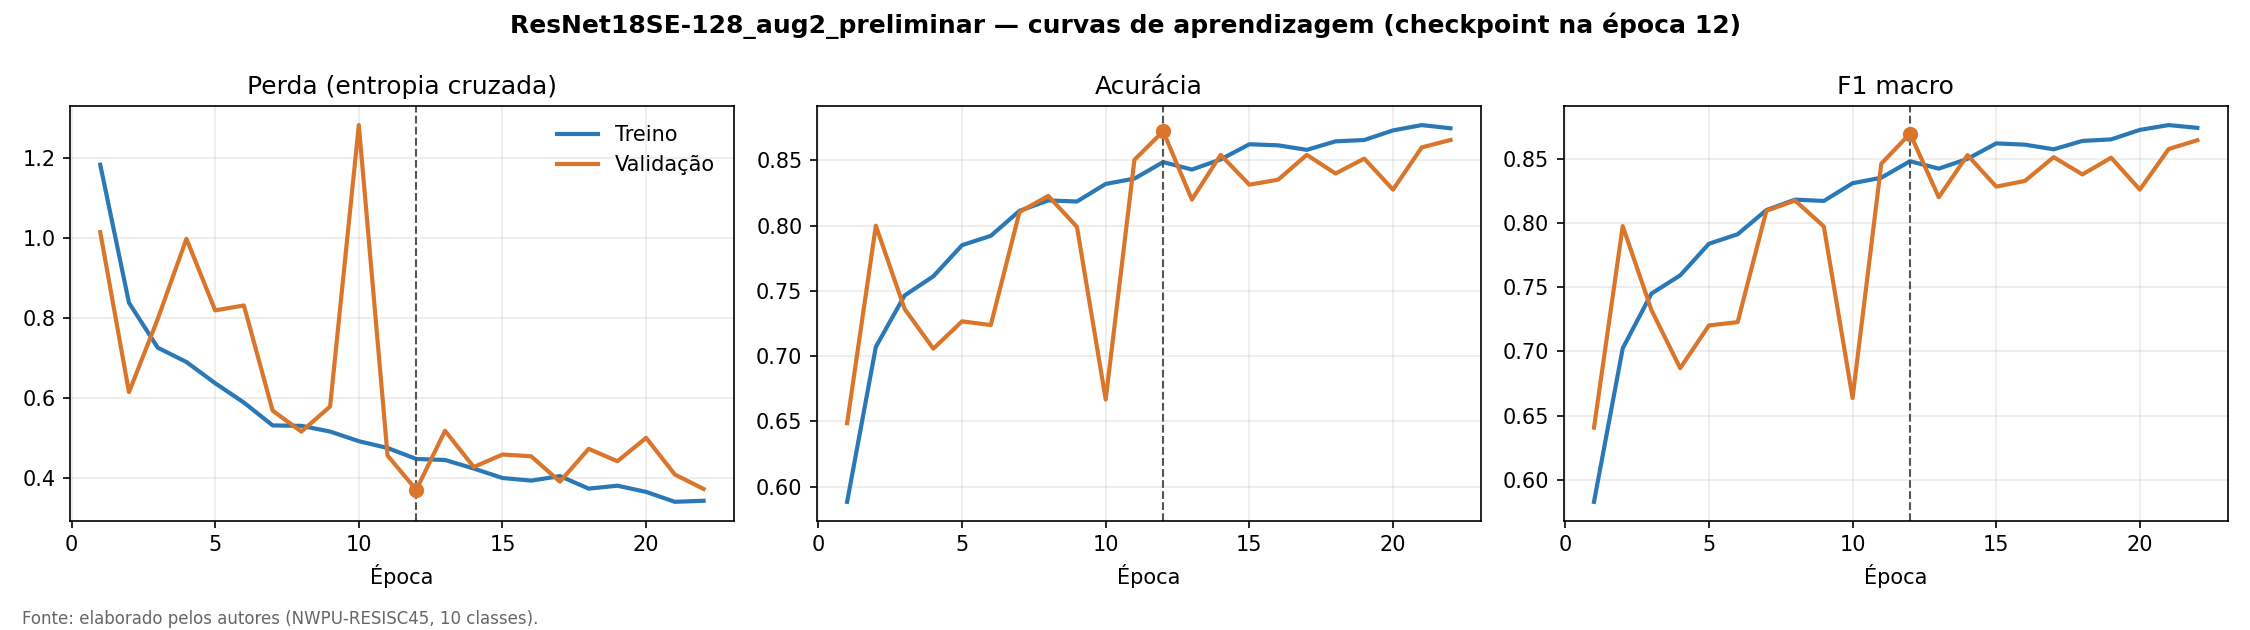 ResNet18SE-128_aug2_preliminar — curvas de aprendizagem (checkpoint na época 12)
Perda (entropia cruzada)
Treino
Validação
1.2
1.0
0.8
0.6
0.4
0 5 10 15 20
Época
Acurácia
0.85
0.80
0.75
0.70
0.65
0.60
0 5 10 15 20
Época
F1 macro
0.85
0.80
0.75
0.70
0.65
0.60
0 5 10 15 20
Época
Fonte: elaborado pelos autores (NWPU-RESISC45, 10 classes).